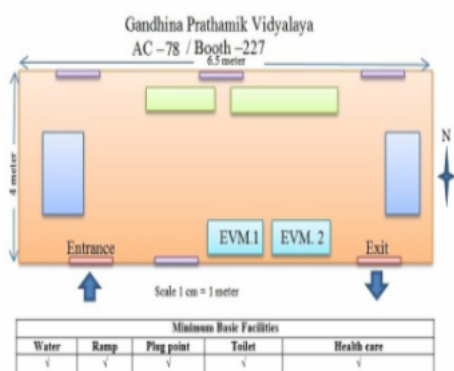 Gandhina Prathamik Vidyalaya
AC –78 / Booth –227
6.5 meter
4 meter
N
EVM.1 EVM. 2
Entrance Exit
Scale 1 cm = 1 meter
Minimum Basic Facilities
Water Ramp Plug point Toilet Health care
√ √ √ √ √